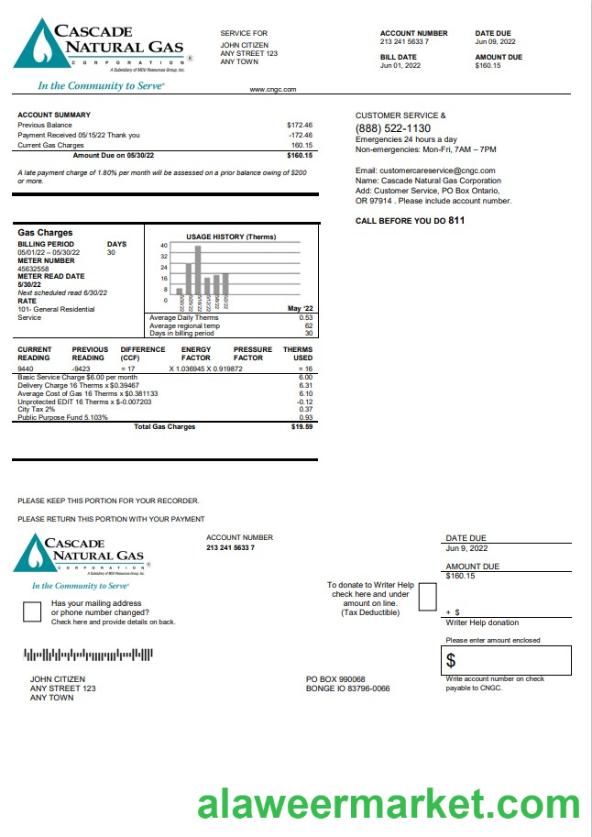 CASCADE
NATURAL GAS
CORPORATION
A Subsidiary of MDU Resources Group, Inc.
In the Community to Serve®
SERVICE FOR
JOHN CITIZEN
ANY STREET 123
ANY TOWN
www.cngc.com
ACCOUNT NUMBER
213 241 5633 7
BILL DATE
Jun 01, 2022
DATE DUE
Jun 09, 2022
AMOUNT DUE
$160.15
ACCOUNT SUMMARY
Previous Balance $172.46
Payment Received 05/15/22 Thank you -172.46
Current Gas Charges 160.15
Amount Due on 05/30/22 $160.15
A late payment charge of 1.80% per month will be assessed on a prior balance owing of $200
or more.
CUSTOMER SERVICE &
(888) 522-1130
Emergencies 24 hours a day
Non-emergencies: Mon-Fri, 7AM – 7PM
Email: customercareservice@cngc.com
Name: Cascade Natural Gas Corporation
Add: Customer Service, PO Box Ontario,
OR 97914 . Please include account number.
CALL BEFORE YOU DO 811
Gas Charges
BILLING PERIOD DAYS
05/01/22 – 05/30/22 30
METER NUMBER
45632558
METER READ DATE
5/30/22
Next scheduled read 6/30/22
RATE
101- General Residential
Service
USAGE HISTORY (Therms)
40
32
24
16
8
0
May '22
Average Daily Therms 0.53
Average regional temp 62
Days in billing period 30
CURRENT READING PREVIOUS READING DIFFERENCE (CCF) ENERGY FACTOR PRESSURE FACTOR THERMS USED
9440 -9423 = 17 X 1.036945 X 0.919872 = 16
Basic Service Charge $6.00 per month 6.00
Delivery Charge 16 Therms x $0.39467 6.31
Average Cost of Gas 16 Therms x $0.381133 6.10
Unprotected EDIT 16 Therms x $-0.007203 -0.12
City Tax 2% 0.37
Public Purpose Fund 5.103% 0.93
Total Gas Charges $19.59
PLEASE KEEP THIS PORTION FOR YOUR RECORDER.
PLEASE RETURN THIS PORTION WITH YOUR PAYMENT
CASCADE
NATURAL GAS
CORPORATION
A Subsidiary of MDU Resources Group, Inc.
In the Community to Serve®
ACCOUNT NUMBER
213 241 5633 7
DATE DUE
Jun 9, 2022
AMOUNT DUE
$160.15
+ $
Writer Help donation
Please enter amount enclosed
$
Write account number on check
payable to CNGC.
To donate to Writer Help
check here and under
amount on line.
(Tax Deductible)
Has your mailing address
or phone number changed?
Check here and provide details on back.
JOHN CITIZEN
ANY STREET 123
ANY TOWN
PO BOX 990068
BONGE IO 83796-0066
alaweermarket.com